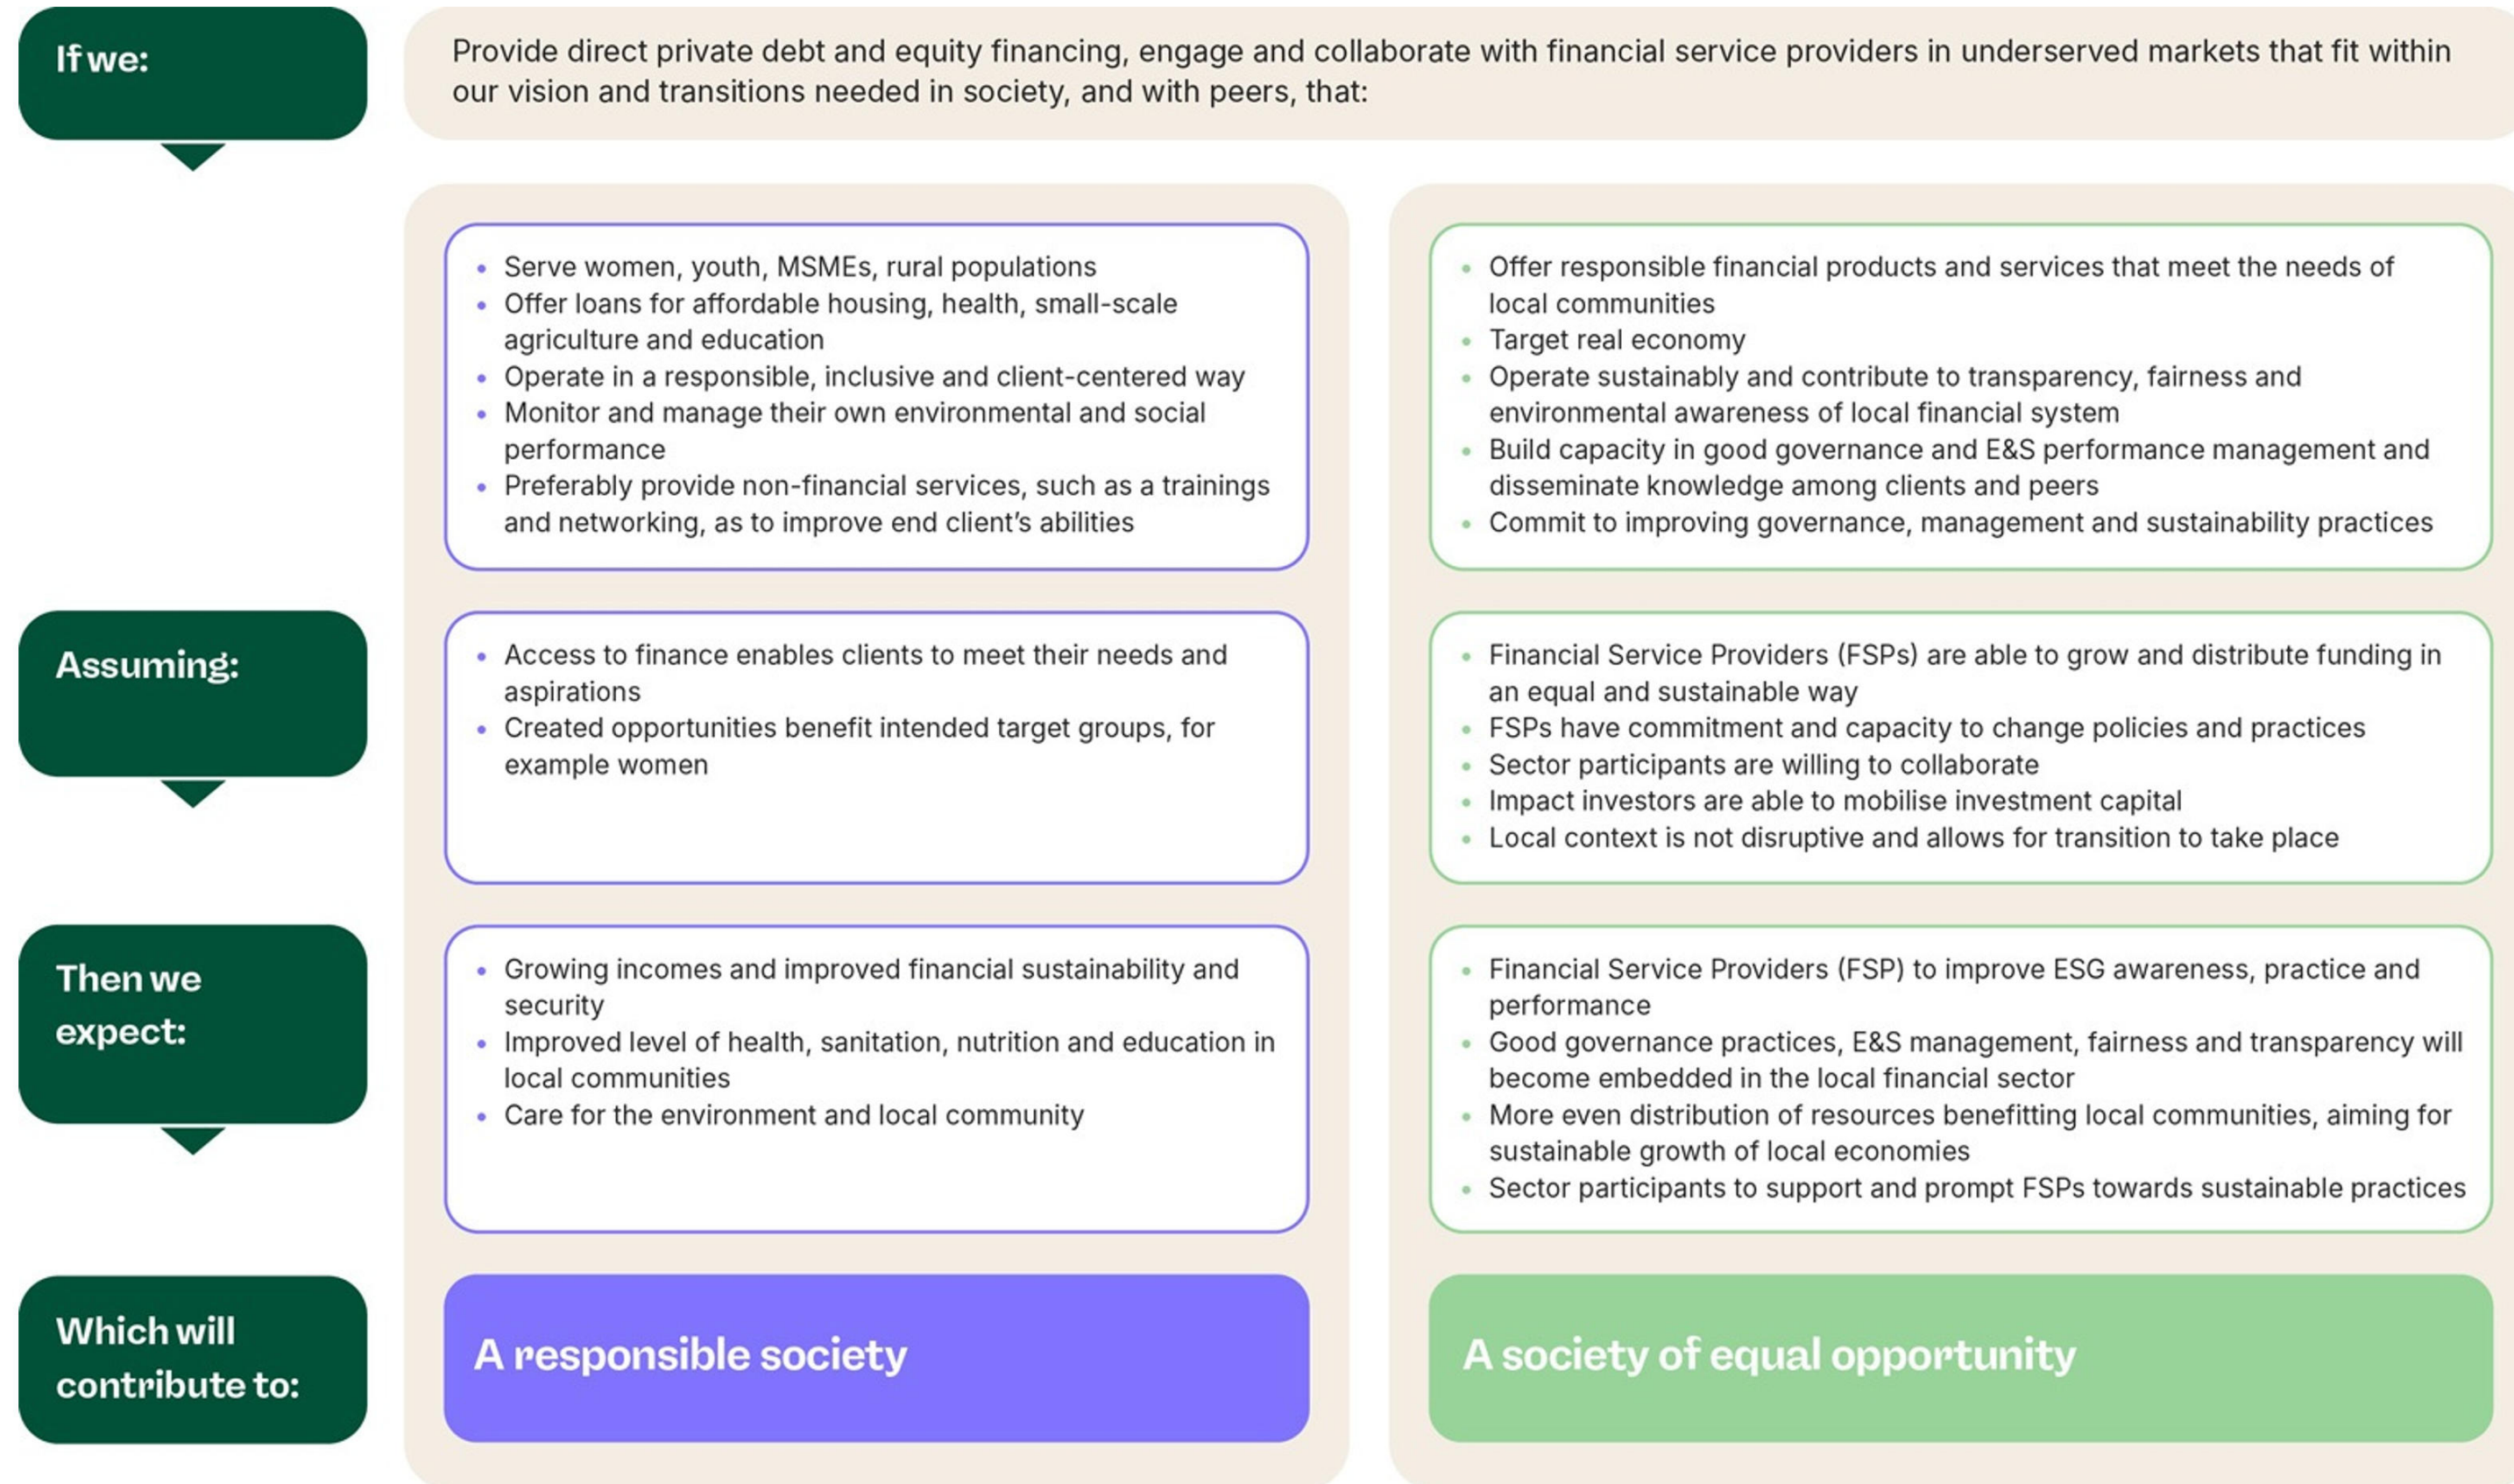 If we:
Provide direct private debt and equity financing, engage and collaborate with financial service providers in underserved markets that fit within
our vision and transitions needed in society, and with peers, that:
• Serve women, youth, MSMEs, rural populations
• Offer loans for affordable housing, health, small-scale
agriculture and education
• Operate in a responsible, inclusive and client-centered way
• Monitor and manage their own environmental and social
performance
• Preferably provide non-financial services, such as a trainings
and networking, as to improve end client’s abilities
• Offer responsible financial products and services that meet the needs of
local communities
• Target real economy
• Operate sustainably and contribute to transparency, fairness and
environmental awareness of local financial system
• Build capacity in good governance and E&S performance management and
disseminate knowledge among clients and peers
• Commit to improving governance, management and sustainability practices
Assuming:
• Access to finance enables clients to meet their needs and
aspirations
• Created opportunities benefit intended target groups, for
example women
• Financial Service Providers (FSPs) are able to grow and distribute funding in
an equal and sustainable way
• FSPs have commitment and capacity to change policies and practices
• Sector participants are willing to collaborate
• Impact investors are able to mobilise investment capital
• Local context is not disruptive and allows for transition to take place
Then we
expect:
• Growing incomes and improved financial sustainability and
security
• Improved level of health, sanitation, nutrition and education in
local communities
• Care for the environment and local community
• Financial Service Providers (FSP) to improve ESG awareness, practice and
performance
• Good governance practices, E&S management, fairness and transparency will
become embedded in the local financial sector
• More even distribution of resources benefitting local communities, aiming for
sustainable growth of local economies
• Sector participants to support and prompt FSPs towards sustainable practices
Which will
contribute to:
A responsible society
A society of equal opportunity